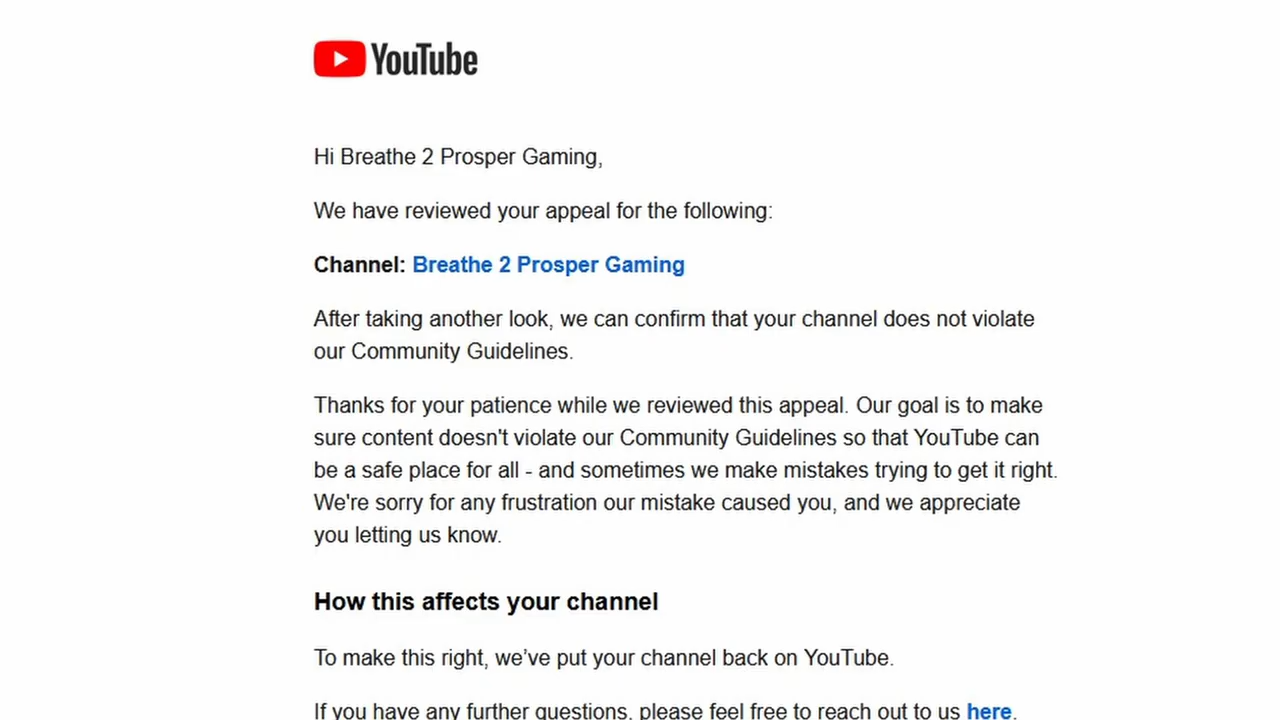 YouTube
Hi Breathe 2 Prosper Gaming,
We have reviewed your appeal for the following:
Channel: Breathe 2 Prosper Gaming
After taking another look, we can confirm that your channel does not violate
our Community Guidelines.
Thanks for your patience while we reviewed this appeal. Our goal is to make
sure content doesn't violate our Community Guidelines so that YouTube can
be a safe place for all - and sometimes we make mistakes trying to get it right.
We're sorry for any frustration our mistake caused you, and we appreciate
you letting us know.
How this affects your channel
To make this right, we’ve put your channel back on YouTube.
If you have any further questions, please feel free to reach out to us here.